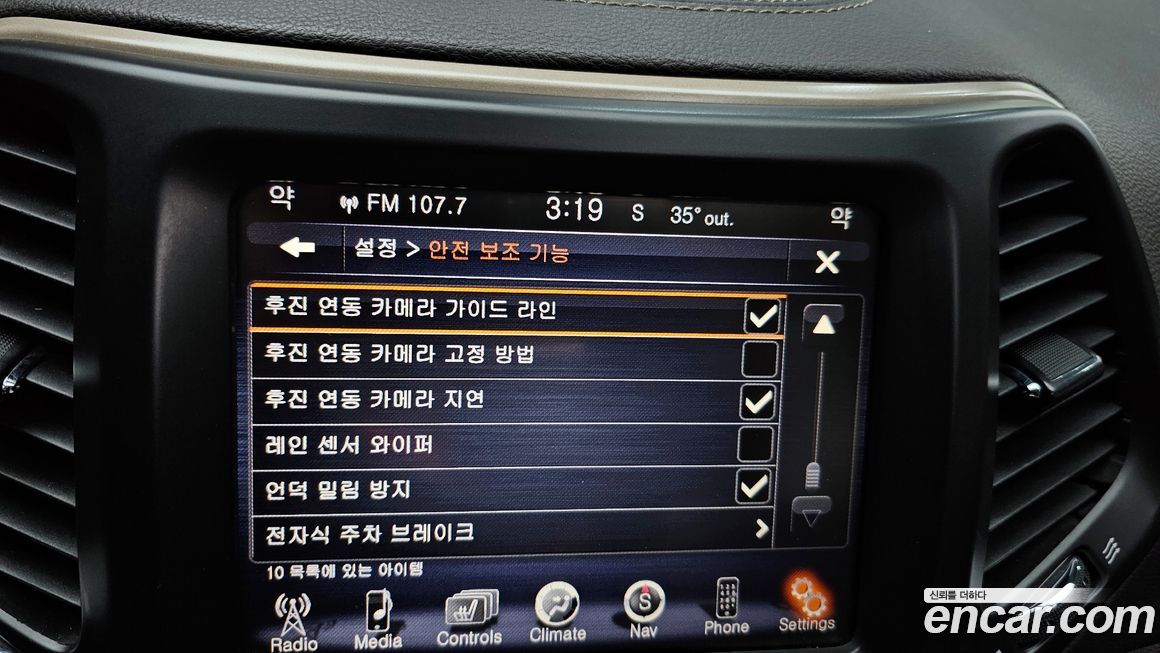 약 FM 107.7 3:19 S 35° out. 약
설정 > 안전 보조 기능
후진 연동 카메라 가이드 라인
후진 연동 카메라 고정 방법
후진 연동 카메라 지연
레인 센서 와이퍼
언덕 밀림 방지
전자식 주차 브레이크
10 목록에 있는 아이템
Radio Media Controls Climate Nav Phone Settings
신뢰를 더하다
encar.com